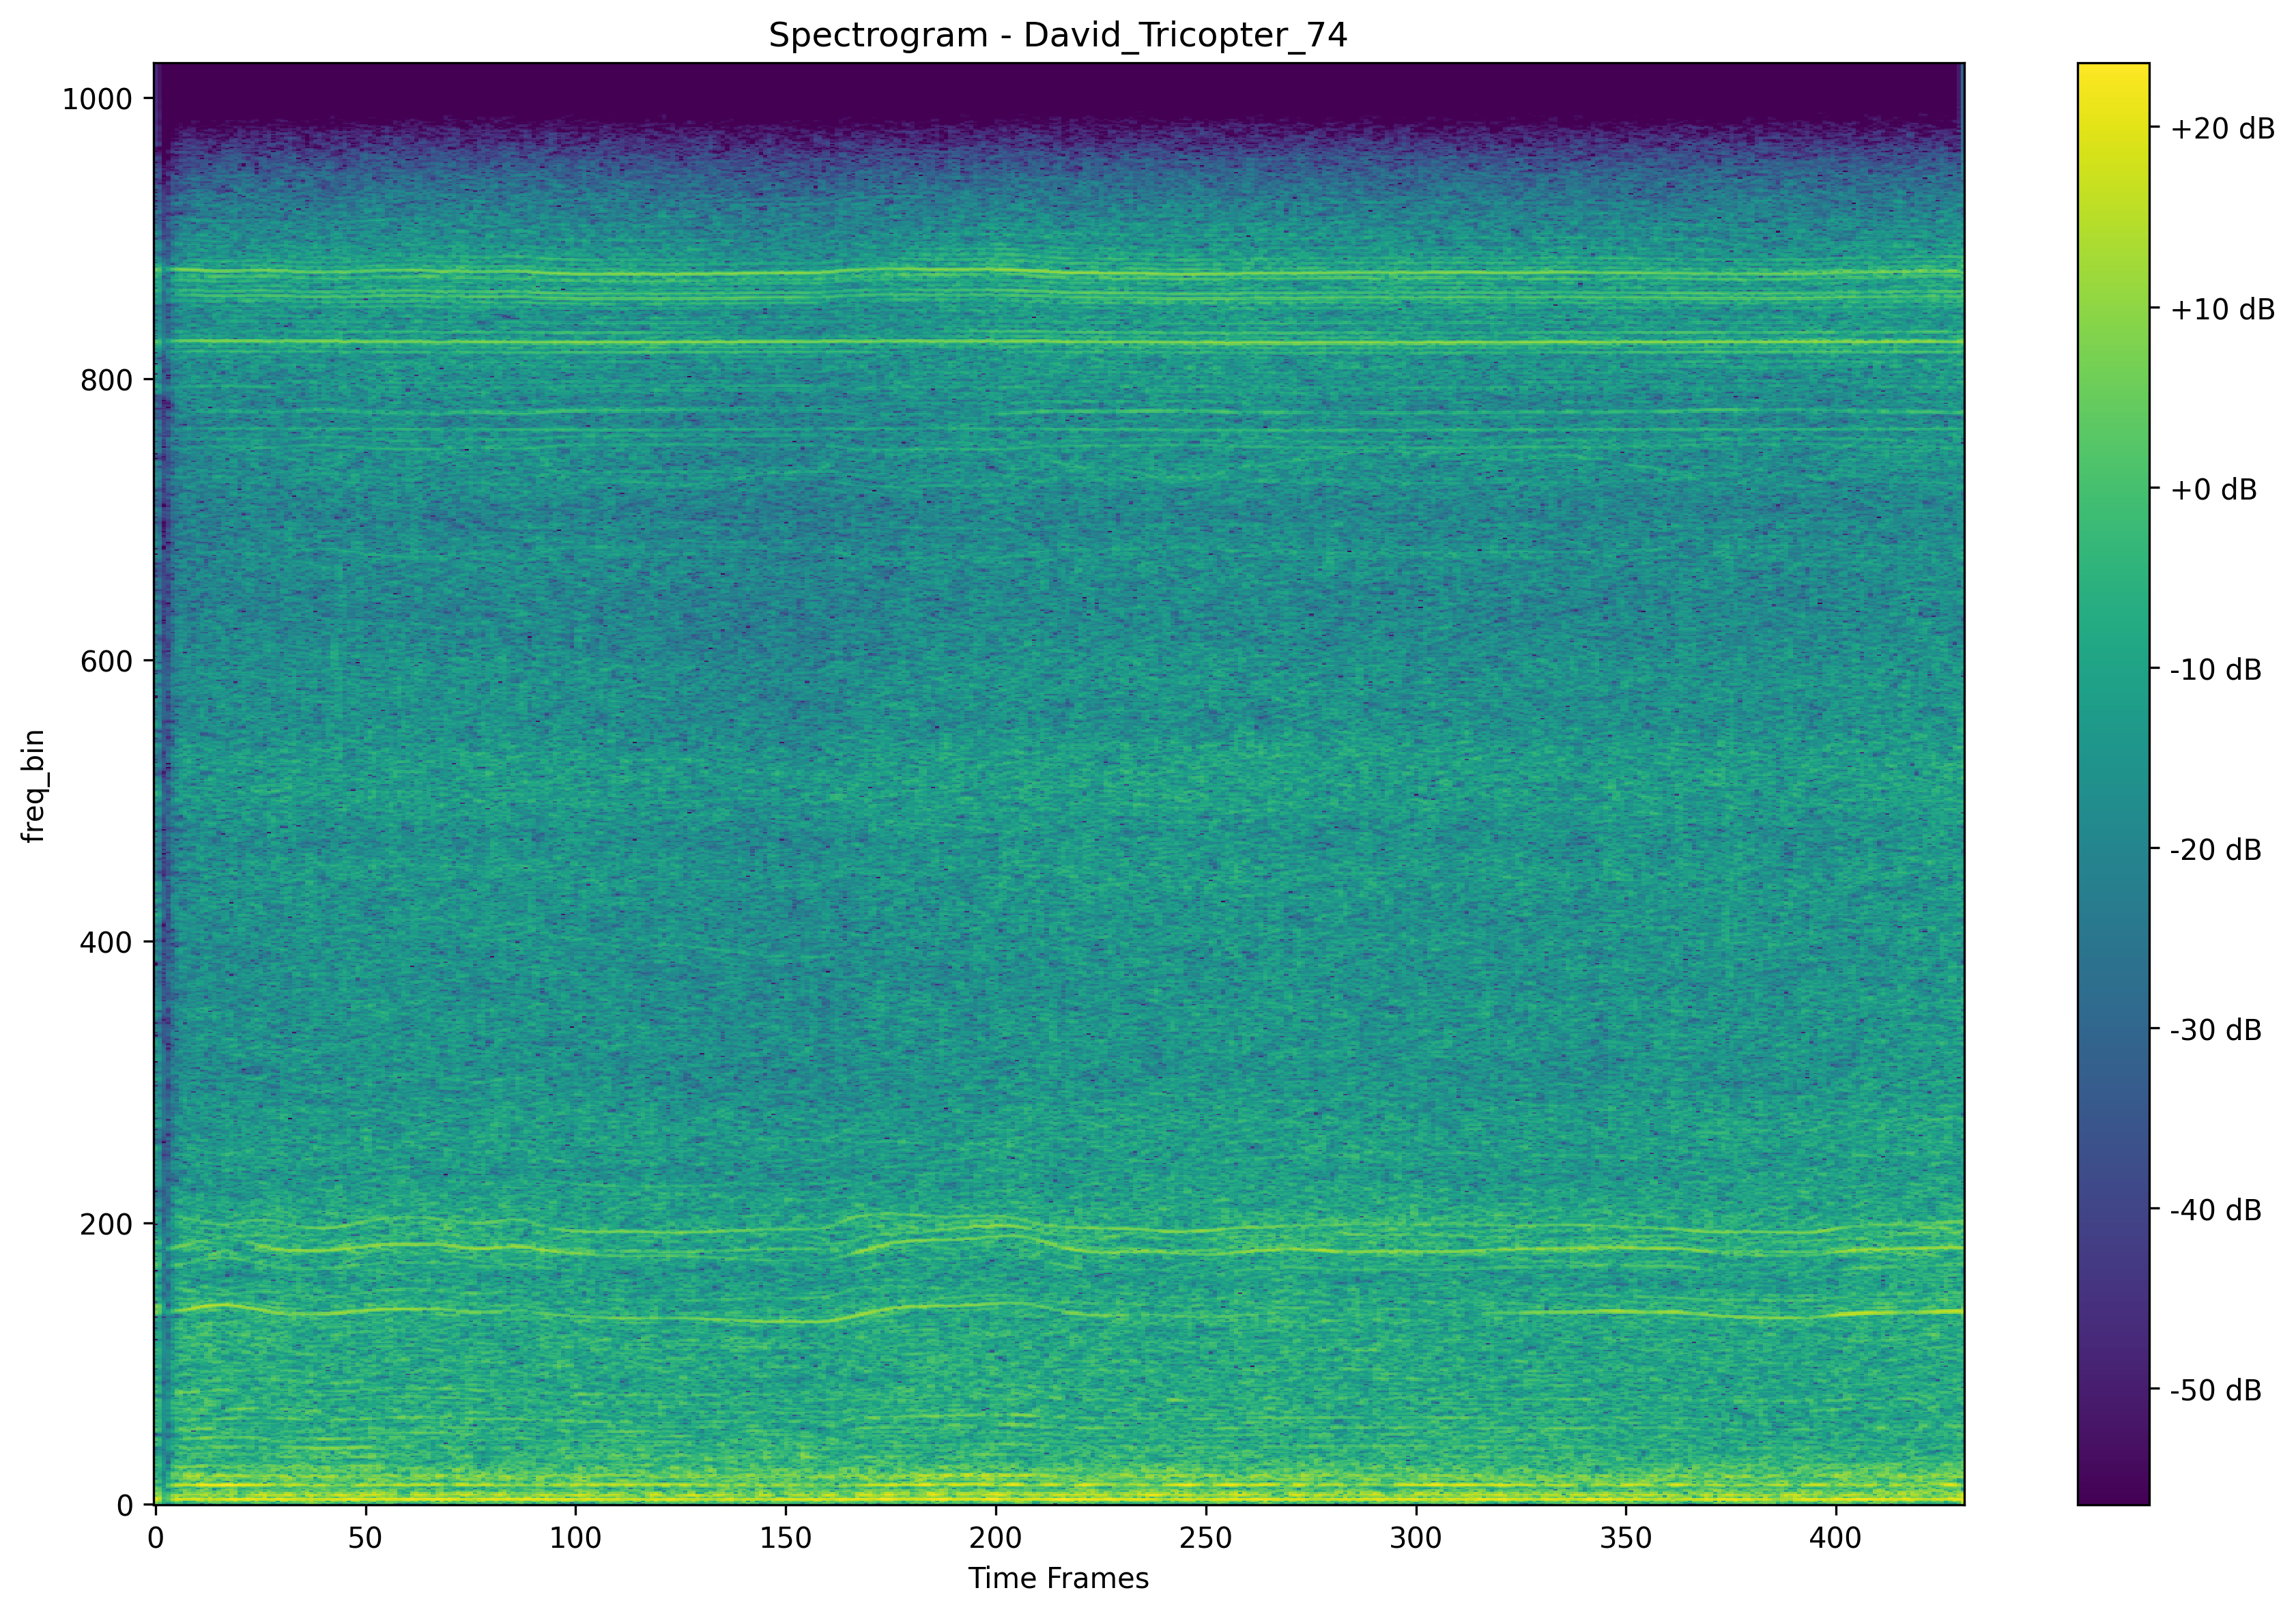 Spectrogram - David_Tricopter_74
1000
800
600
400
200
0
freq_bin
0 50 100 150 200 250 300 350 400
Time Frames
+20 dB
+10 dB
+0 dB
-10 dB
-20 dB
-30 dB
-40 dB
-50 dB